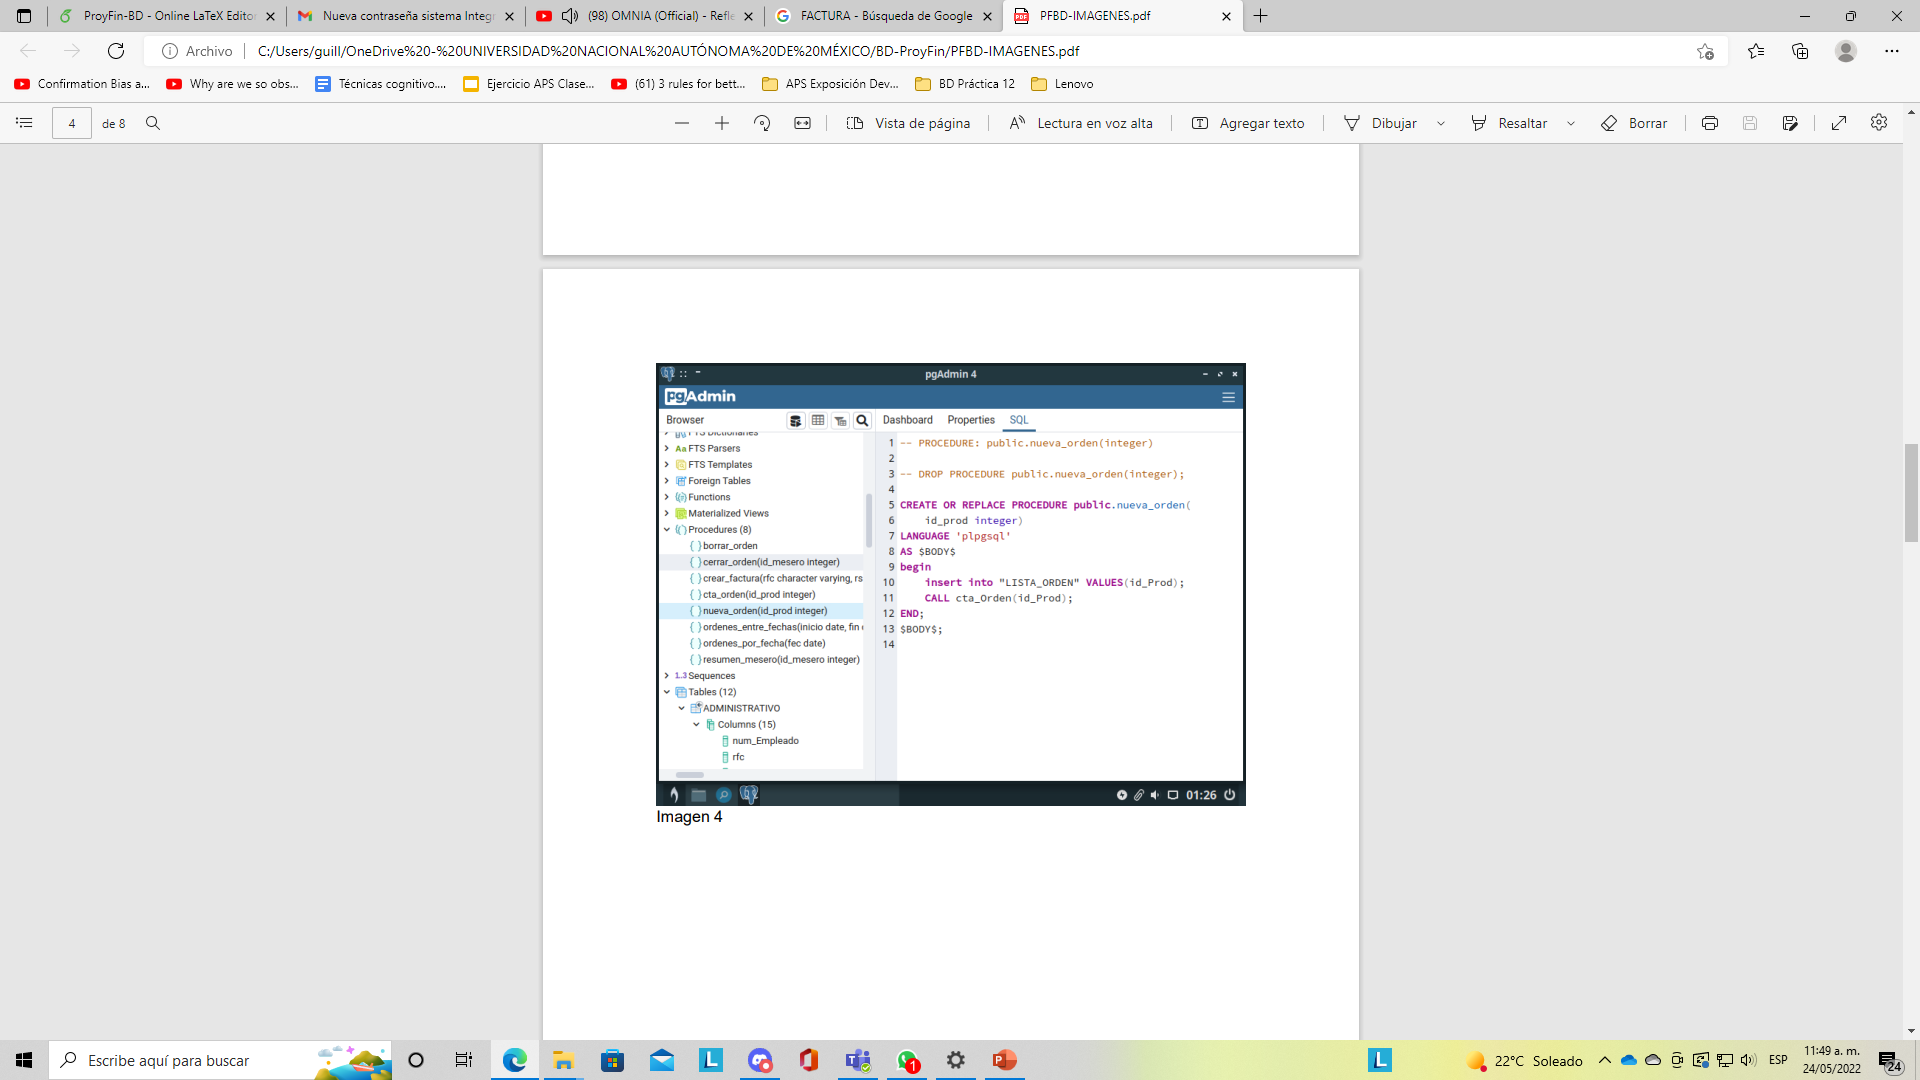 ProyFin-BD - Online LaTeX Editor
Nueva contraseña sistema Integ
(98) OMNIA (Official) - Refle
FACTURA - Búsqueda de Google
PFBD-IMAGENES.pdf
Archivo
C:/Users/guill/OneDrive%20-%20UNIVERSIDAD%20NACIONAL%20AUTÓNOMA%20DE%20MÉXICO/BD-ProyFin/PFBD-IMAGENES.pdf
Confirmation Bias a...
Why are we so obs...
Técnicas cognitivo....
Ejercicio APS Clase...
(61) 3 rules for bett...
APS Exposición Dev...
BD Práctica 12
Lenovo
4
de 8
Vista de página
Lectura en voz alta
Agregar texto
Dibujar
Resaltar
Borrar
pgAdmin 4
pgAdmin
Browser
Dashboard
Properties
SQL
FTS Dictionaries
FTS Parsers
FTS Templates
Foreign Tables
Functions
Materialized Views
Procedures (8)
borrar_orden
cerrar_orden(id_mesero integer)
crear_factura(rfc character varying, rs
cta_orden(id_prod integer)
nueva_orden(id_prod integer)
ordenes_entre_fechas(inicio date, fin
ordenes_por_fecha(fec date)
resumen_mesero(id_mesero integer)
1..3 Sequences
Tables (12)
ADMINISTRATIVO
Columns (15)
num_Empleado
rfc
1 -- PROCEDURE: public.nueva_orden(integer)
2
3 -- DROP PROCEDURE public.nueva_orden(integer);
4
5 CREATE OR REPLACE PROCEDURE public.nueva_orden(
6 id_prod integer)
7 LANGUAGE 'plpgsql'
8 AS $BODY$
9 begin
10 insert into "LISTA_ORDEN" VALUES(id_Prod);
11 CALL cta_Orden(id_Prod);
12 END;
13 $BODY$;
14
01:26
Imagen 4
Escribe aquí para buscar
22°C Soleado
ESP
11:49 a. m.
24/05/2022
24
1